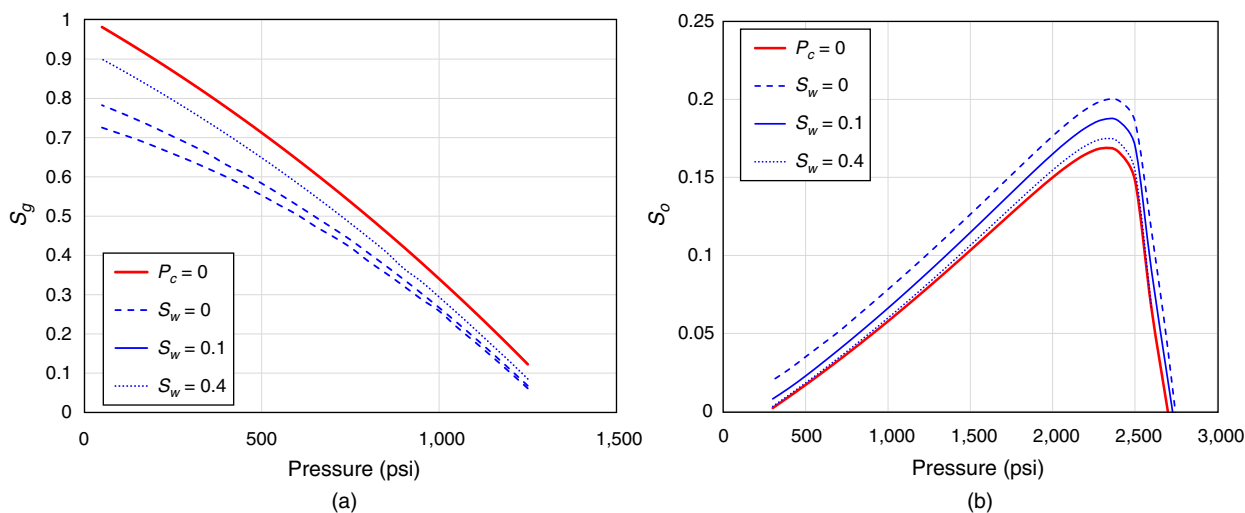 1
0.9
0.8
0.7
0.6
0.5
0.4
0.3
0.2
0.1
0
S_g
P_c = 0
S_w = 0
S_w = 0.1
S_w = 0.4
0 500 1,000 1,500
Pressure (psi)
(a)
0.25
0.2
0.15
0.1
0.05
0
S_o
P_c = 0
S_w = 0
S_w = 0.1
S_w = 0.4
0 500 1,000 1,500 2,000 2,500 3,000
Pressure (psi)
(b)